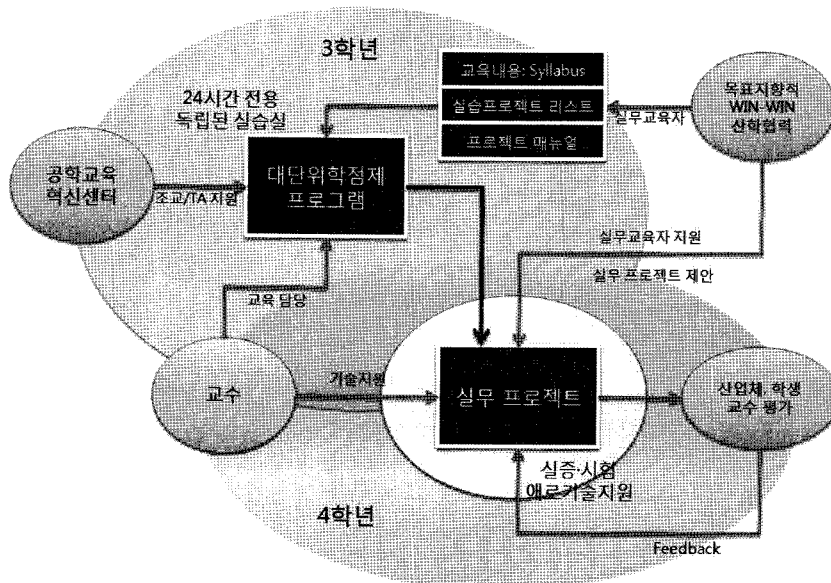 3학년
교육내용: Syllabus
실습프로젝트 리스트
프로젝트 매뉴얼
24시간 전용
독립된 실습실
목표지향적
WIN-WIN
산학협력
실무교육자
공학교육
혁신센터
조교/TA 지원
대단위학점제
프로그램
실무교육자 지원
실무 프로젝트 제안
교육 담당
교수
기술지원
실무 프로젝트
산업체, 학생
교수 평가
실증·시험
애로기술지원
4학년
Feedback